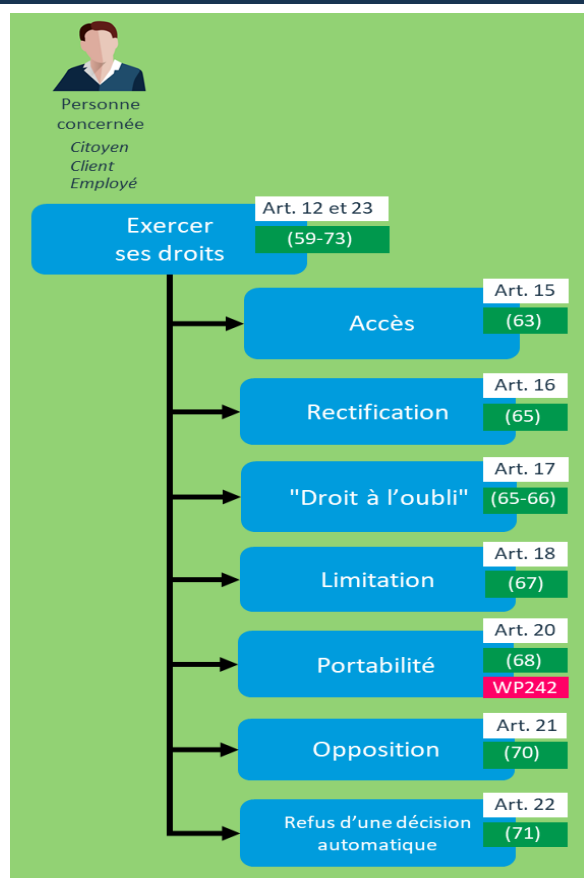 Personne
concernée
Citoyen
Client
Employé
Exercer
ses droits
Art. 12 et 23
(59-73)
Accès
Art. 15
(63)
Rectification
Art. 16
(65)
"Droit à l’oubli"
Art. 17
(65-66)
Limitation
Art. 18
(67)
Portabilité
Art. 20
(68)
WP242
Opposition
Art. 21
(70)
Refus d’une décision
automatique
Art. 22
(71)